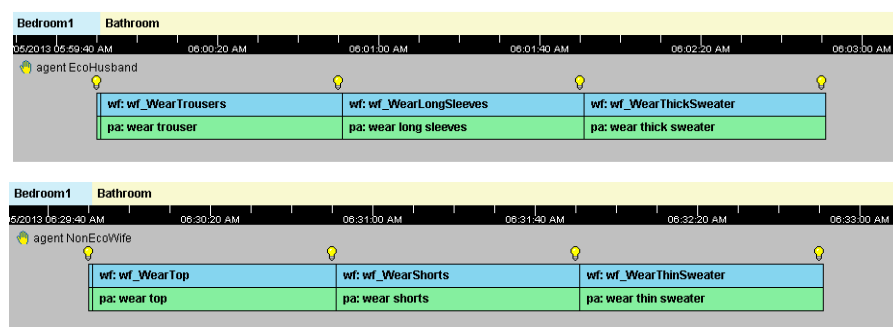 Bedroom1 Bathroom
05/2013 05:59:40 AM 06:00:20 AM 06:01:00 AM 06:01:40 AM 06:02:20 AM 06:03:00 AM
agent EcoHusband
wf: wf_WearTrousers wf: wf_WearLongSleeves wf: wf_WearThickSweater
pa: wear trouser pa: wear long sleeves pa: wear thick sweater
Bedroom1 Bathroom
5/2013 06:29:40 AM 06:30:20 AM 06:31:00 AM 06:31:40 AM 06:32:20 AM 06:33:00 AM
agent NonEcoWife
wf: wf_WearTop wf: wf_WearShorts wf: wf_WearThinSweater
pa: wear top pa: wear shorts pa: wear thin sweater